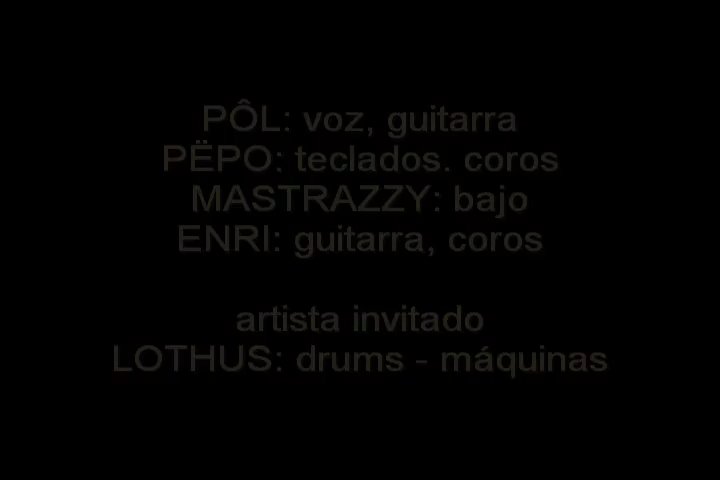 PÔL: voz, guitarra
PËPO: teclados. coros
MASTRAZZY: bajo
ENRI: guitarra, coros
artista invitado
LOTHUS: drums - máquinas